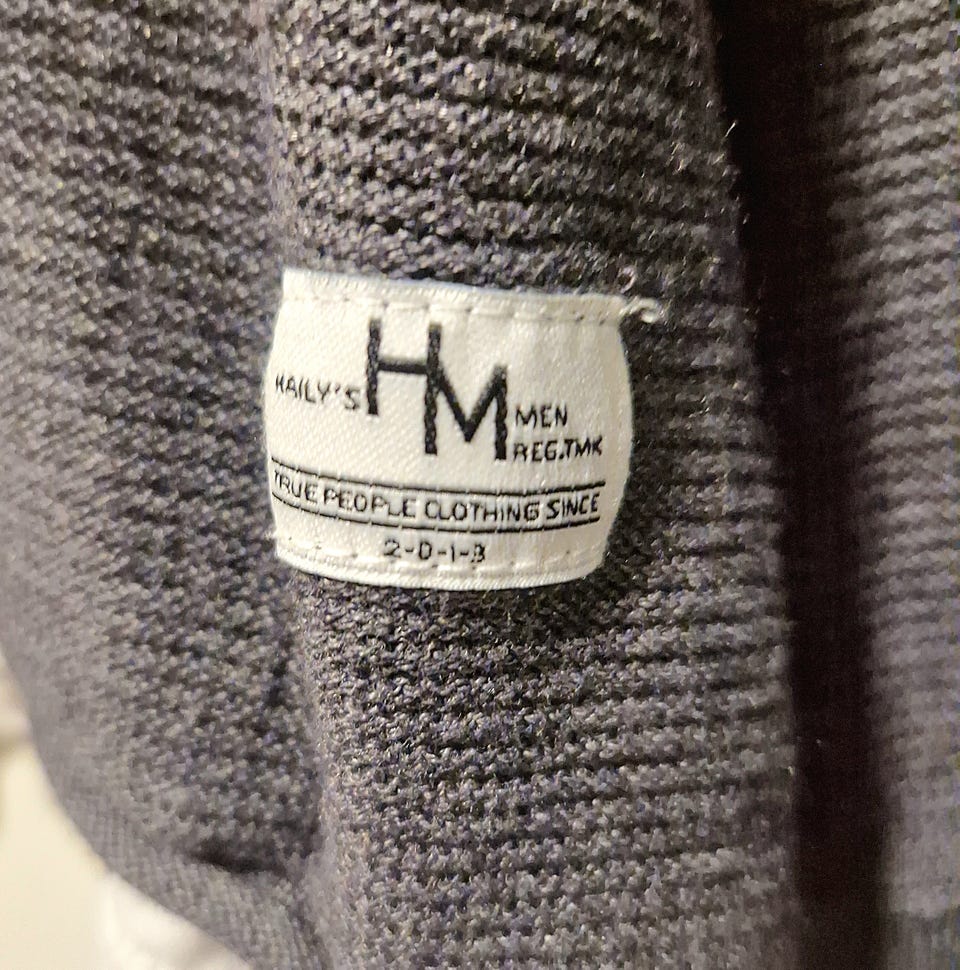 HAILY'S HM MEN
REG.TMK
TRUE PEOPLE CLOTHING SINCE
2-0-1-3